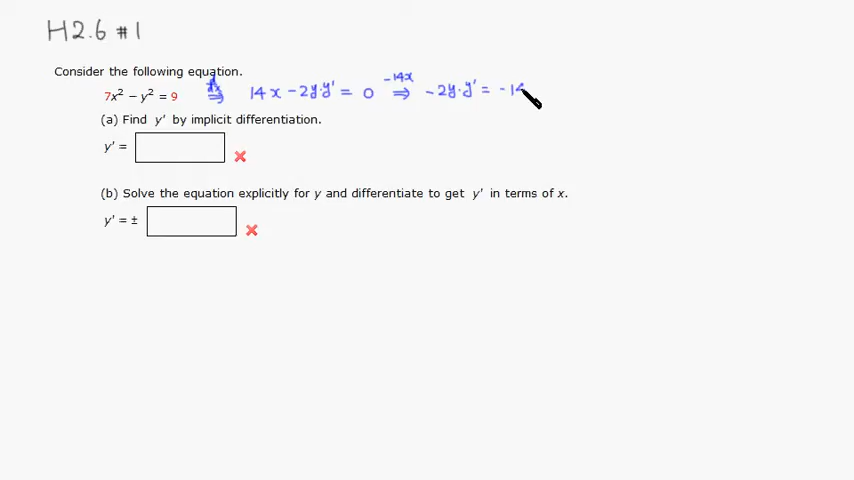 H2.6 #1
Consider the following equation.
7x² − y² = 9 d/dx ⇒ 14x − 2y·y' = 0 −14x ⇒ −2y·y' = −14
(a) Find y' by implicit differentiation.
y' =
(b) Solve the equation explicitly for y and differentiate to get y' in terms of x.
y' = ±